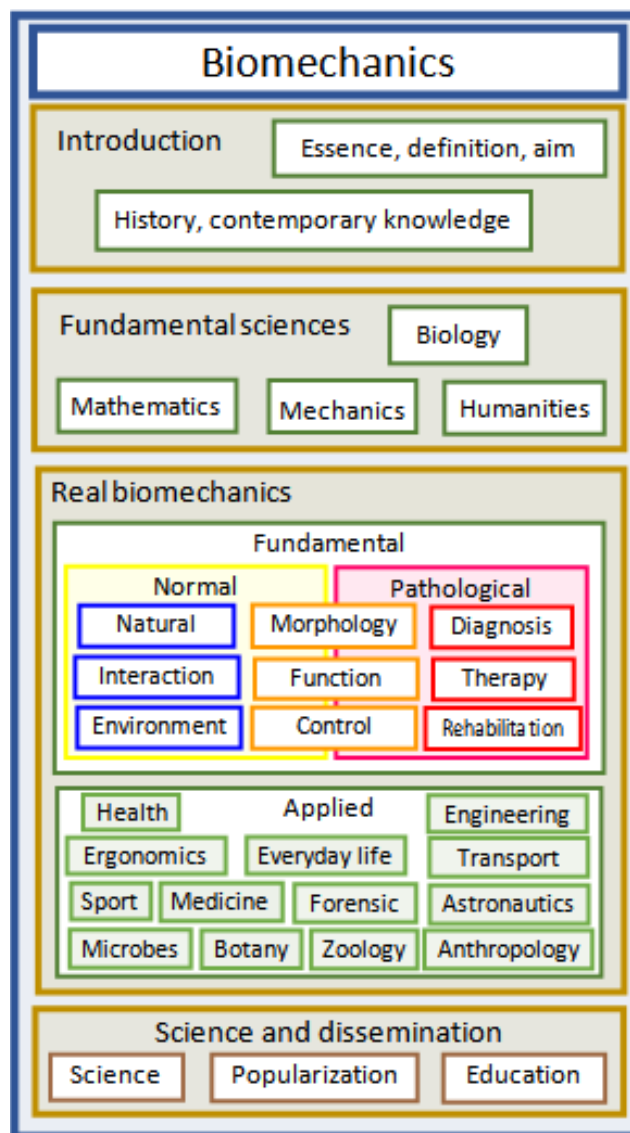 Biomechanics
Introduction
Essence, definition, aim
History, contemporary knowledge
Fundamental sciences
Biology
Mathematics
Mechanics
Humanities
Real biomechanics
Fundamental
Normal
Pathological
Natural
Morphology
Diagnosis
Interaction
Function
Therapy
Environment
Control
Rehabilitation
Health
Applied
Engineering
Ergonomics
Everyday life
Transport
Sport
Medicine
Forensic
Astronautics
Microbes
Botany
Zoology
Anthropology
Science and dissemination
Science
Popularization
Education